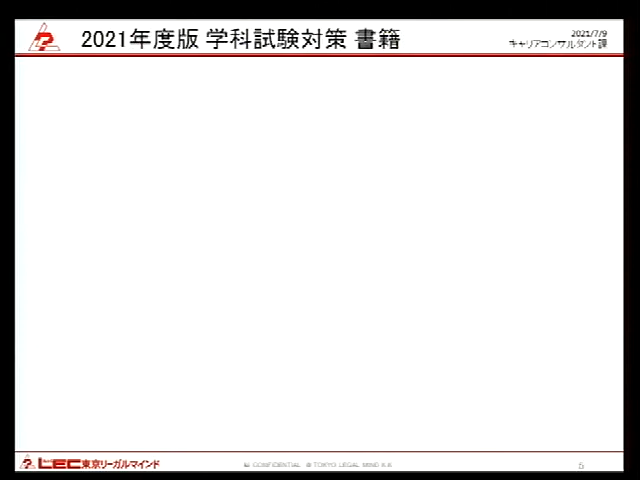 2021年度版 学科試験対策 書籍
2021/7/9
キャリアコンサルタント課
LEC東京リーガルマインド
CONFIDENTIAL © TOKYO LEGAL MIND K.K
6